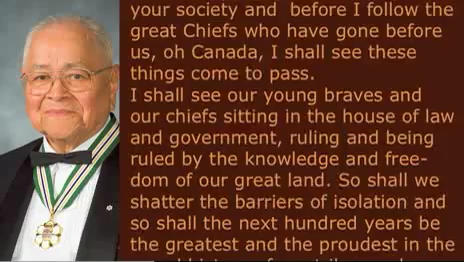 your society and before I follow the
great Chiefs who have gone before
us, oh Canada, I shall see these
things come to pass.
I shall see our young braves and
our chiefs sitting in the house of law
and government, ruling and being
ruled by the knowledge and free-
dom of our great land. So shall we
shatter the barriers of isolation and
so shall the next hundred years be
the greatest and the proudest in the